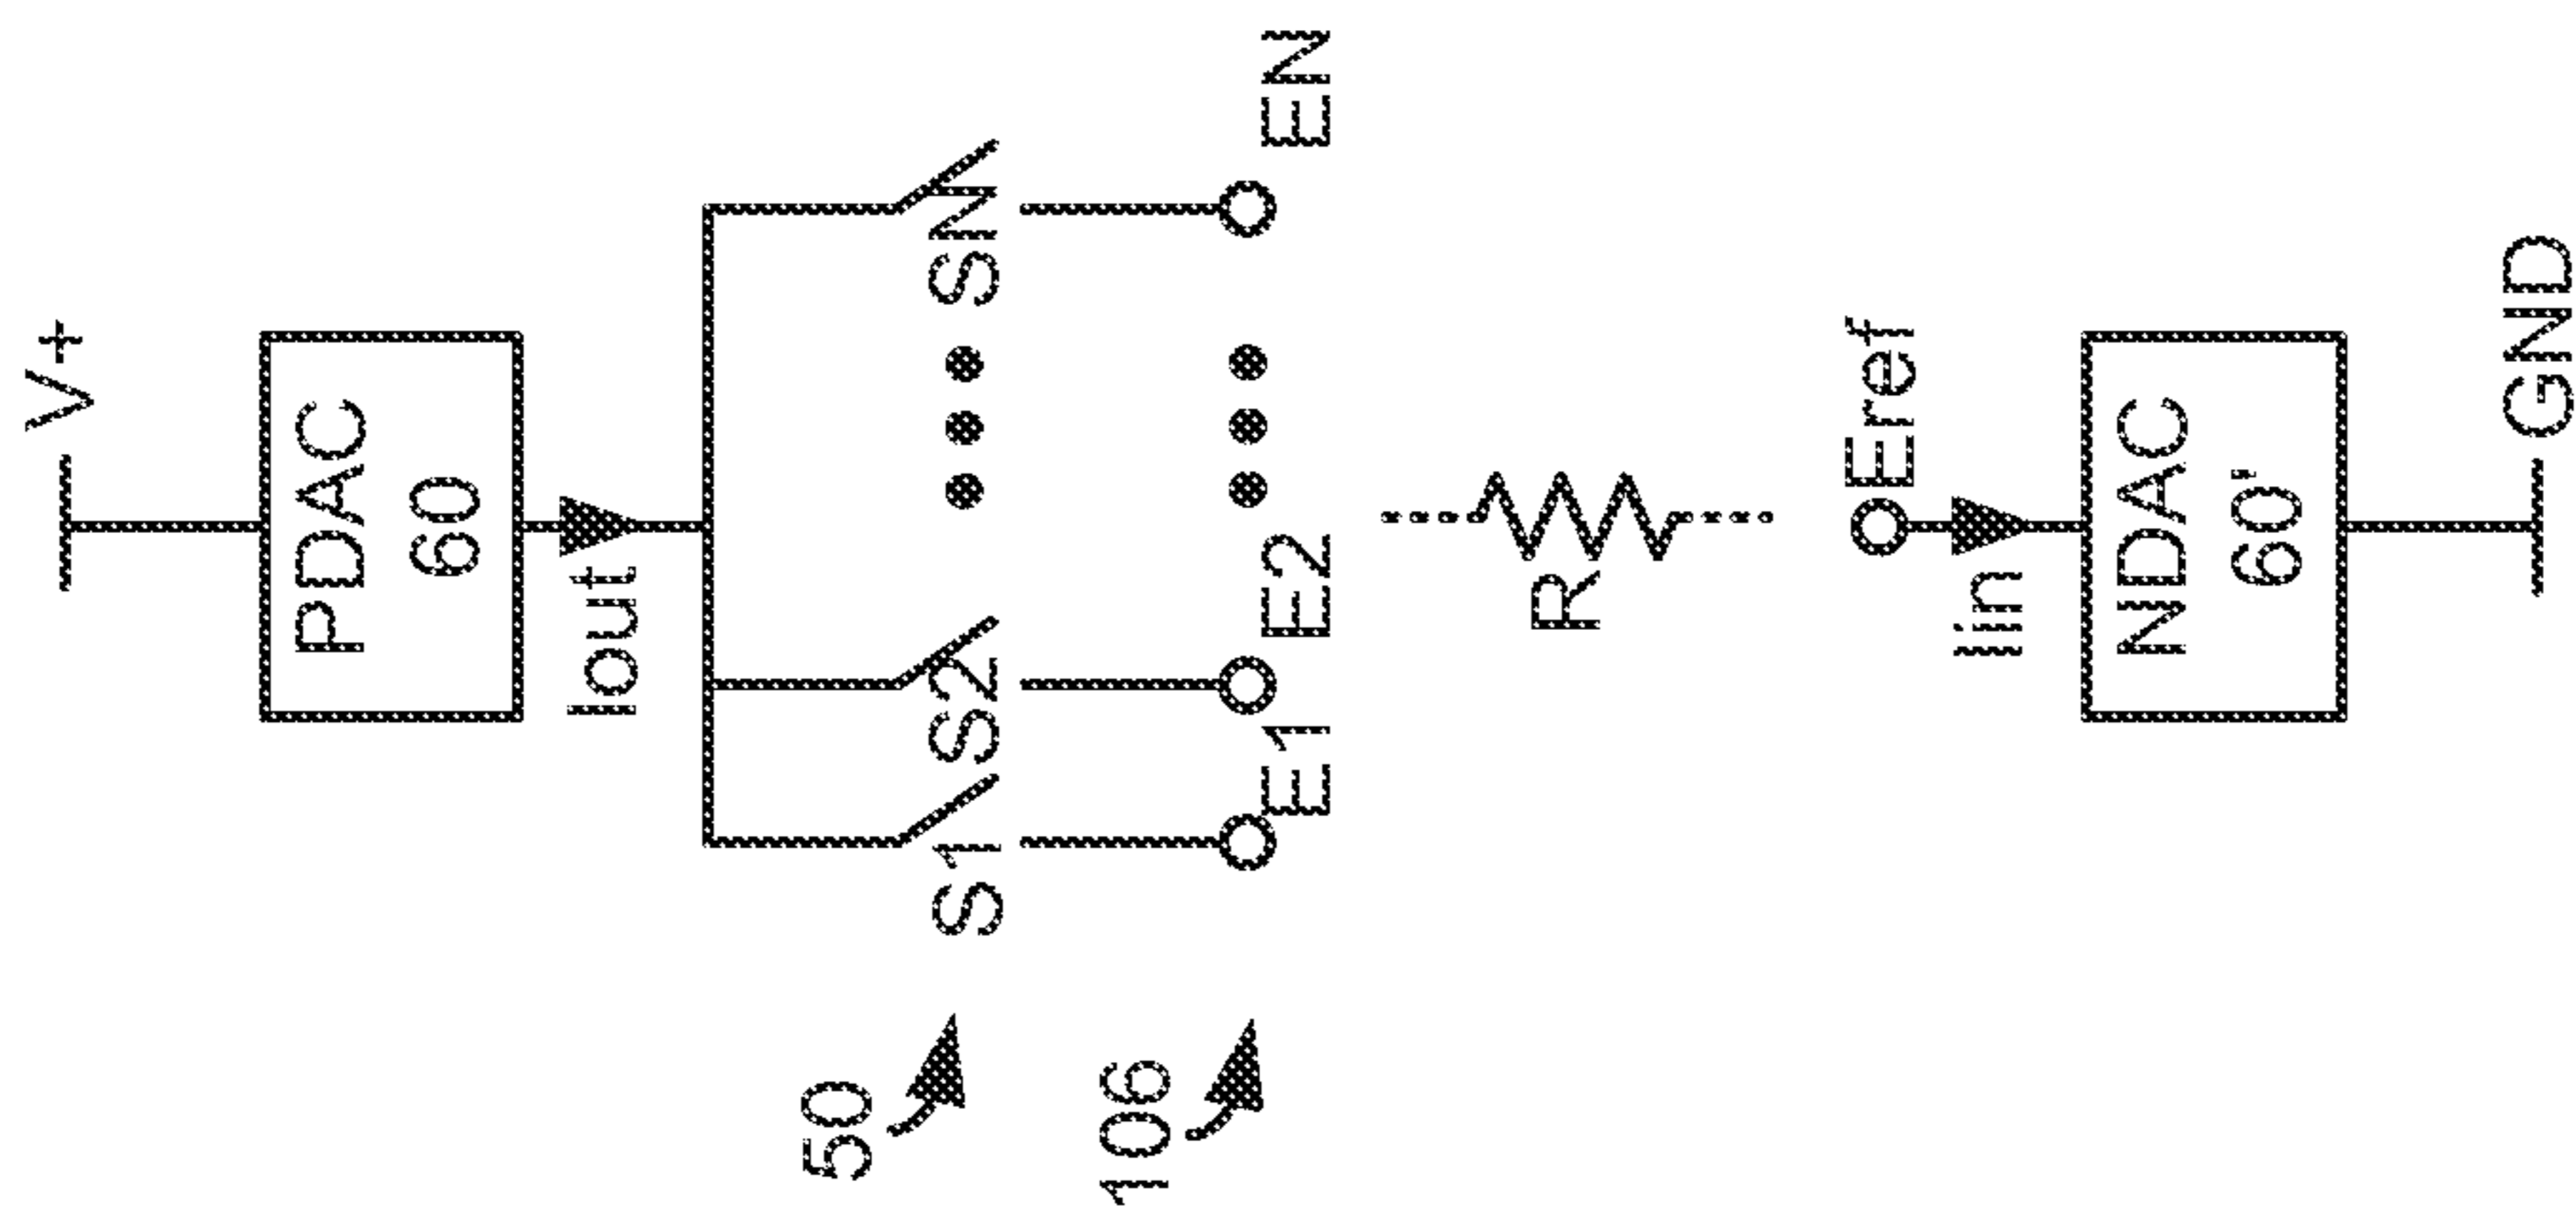 V+
PDAC
60
Iout
50
S1
S2
SN
106
E1
E2
EN
R
Eref
Iin
NDAC
60'
GND